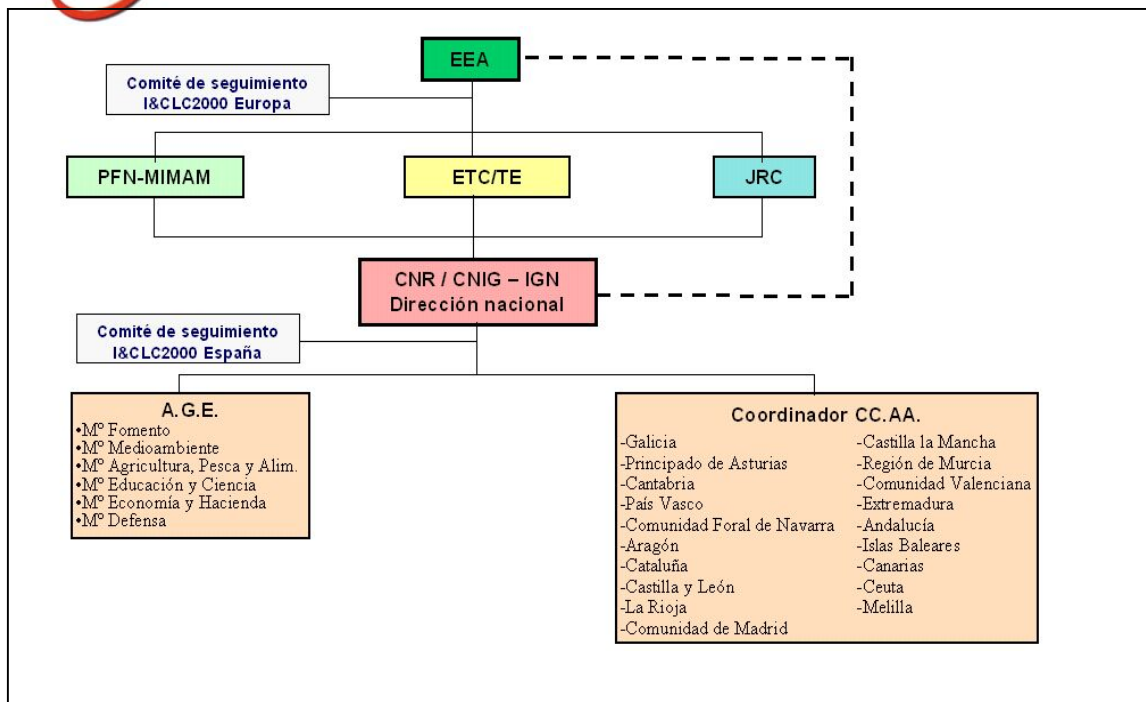 EEA
Comité de seguimiento
I&CLC2000 Europa
PFN-MIMAM
ETC/TE
JRC
CNR / CNIG – IGN
Dirección nacional
Comité de seguimiento
I&CLC2000 España
A.G.E.
•Mº Fomento
•Mº Medioambiente
•Mº Agricultura, Pesca y Alim.
•Mº Educación y Ciencia
•Mº Economía y Hacienda
•Mº Defensa
Coordinador CC.AA.
-Galicia
-Principado de Asturias
-Cantabria
-País Vasco
-Comunidad Foral de Navarra
-Aragón
-Cataluña
-Castilla y León
-La Rioja
-Comunidad de Madrid
-Castilla la Mancha
-Región de Murcia
-Comunidad Valenciana
-Extremadura
-Andalucía
-Islas Baleares
-Canarias
-Ceuta
-Melilla